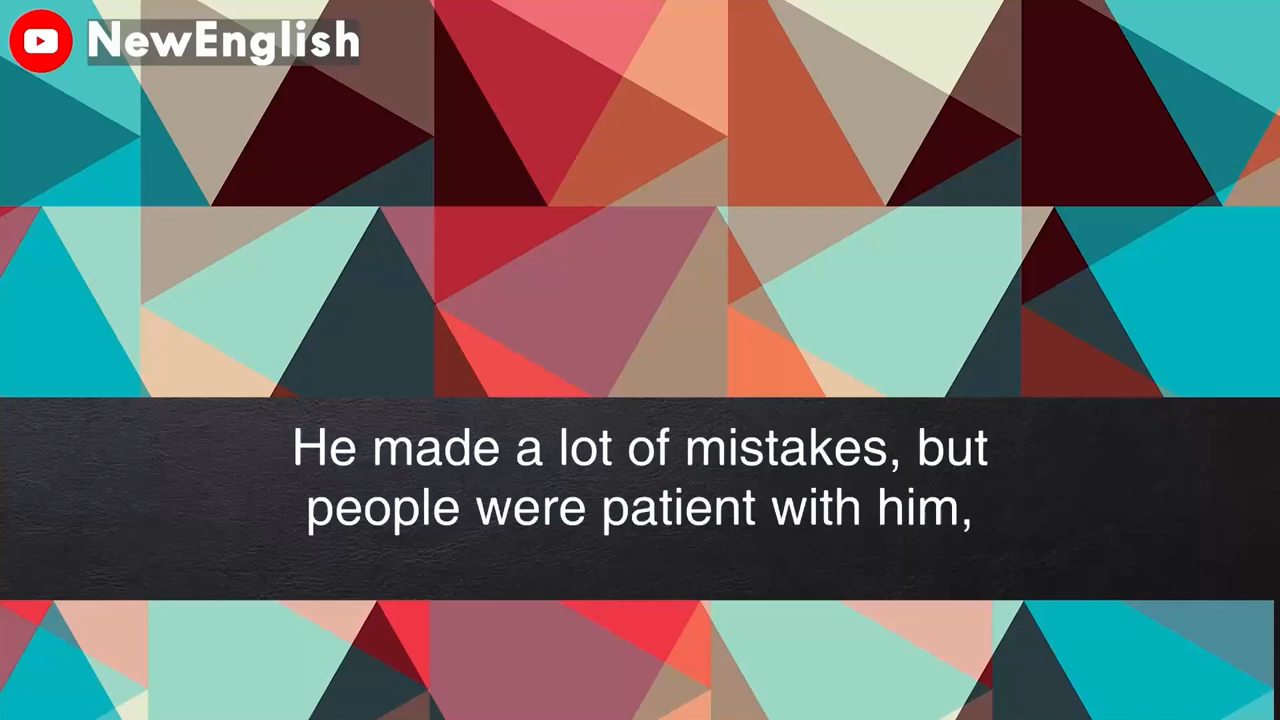 NewEnglish
He made a lot of mistakes, but
people were patient with him,